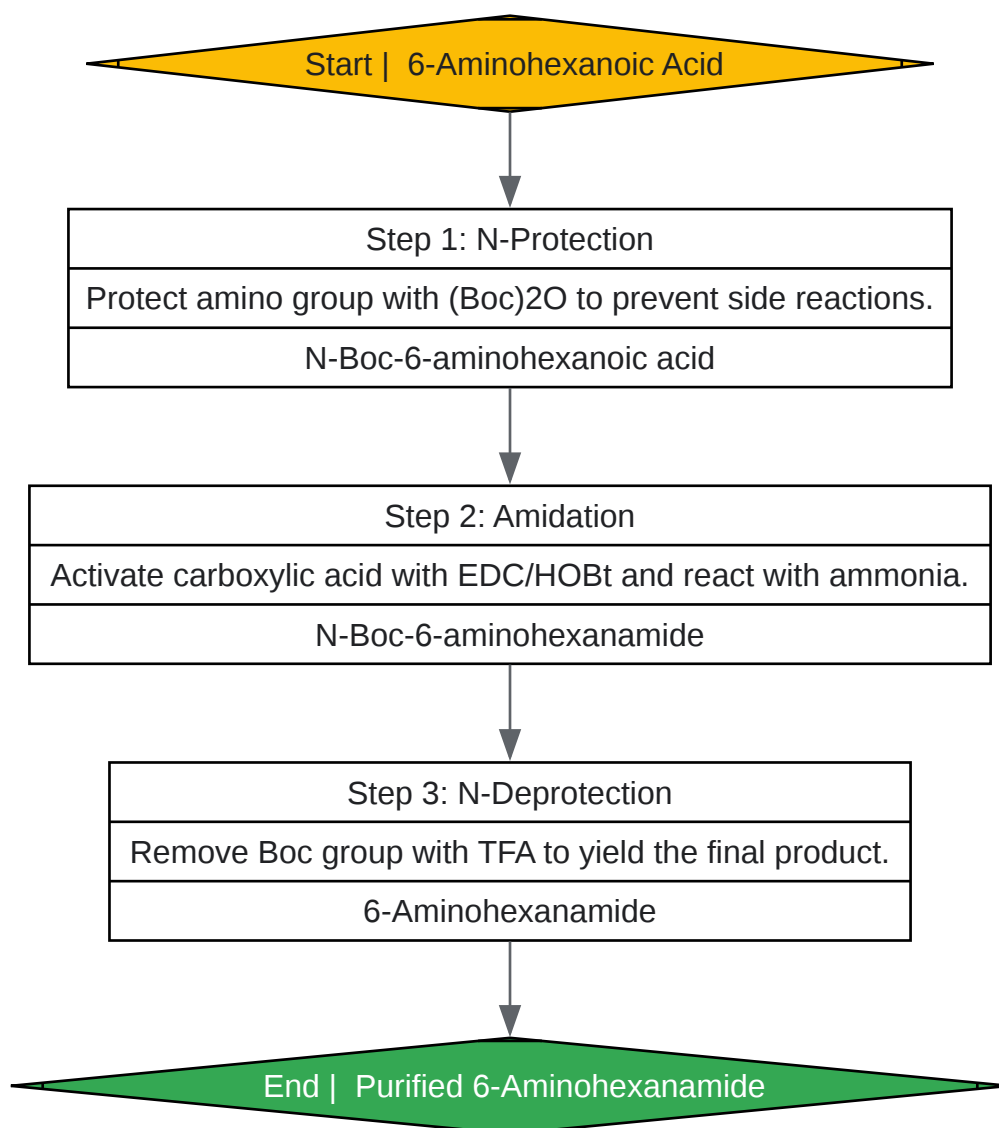 Start |  6-Aminohexanoic Acid
Step 1: N-Protection
Protect amino group with (Boc)2O to prevent side reactions.
N-Boc-6-aminohexanoic acid
Step 2: Amidation
Activate carboxylic acid with EDC/HOBt and react with ammonia.
N-Boc-6-aminohexanamide
Step 3: N-Deprotection
Remove Boc group with TFA to yield the final product.
6-Aminohexanamide
End |  Purified 6-Aminohexanamide